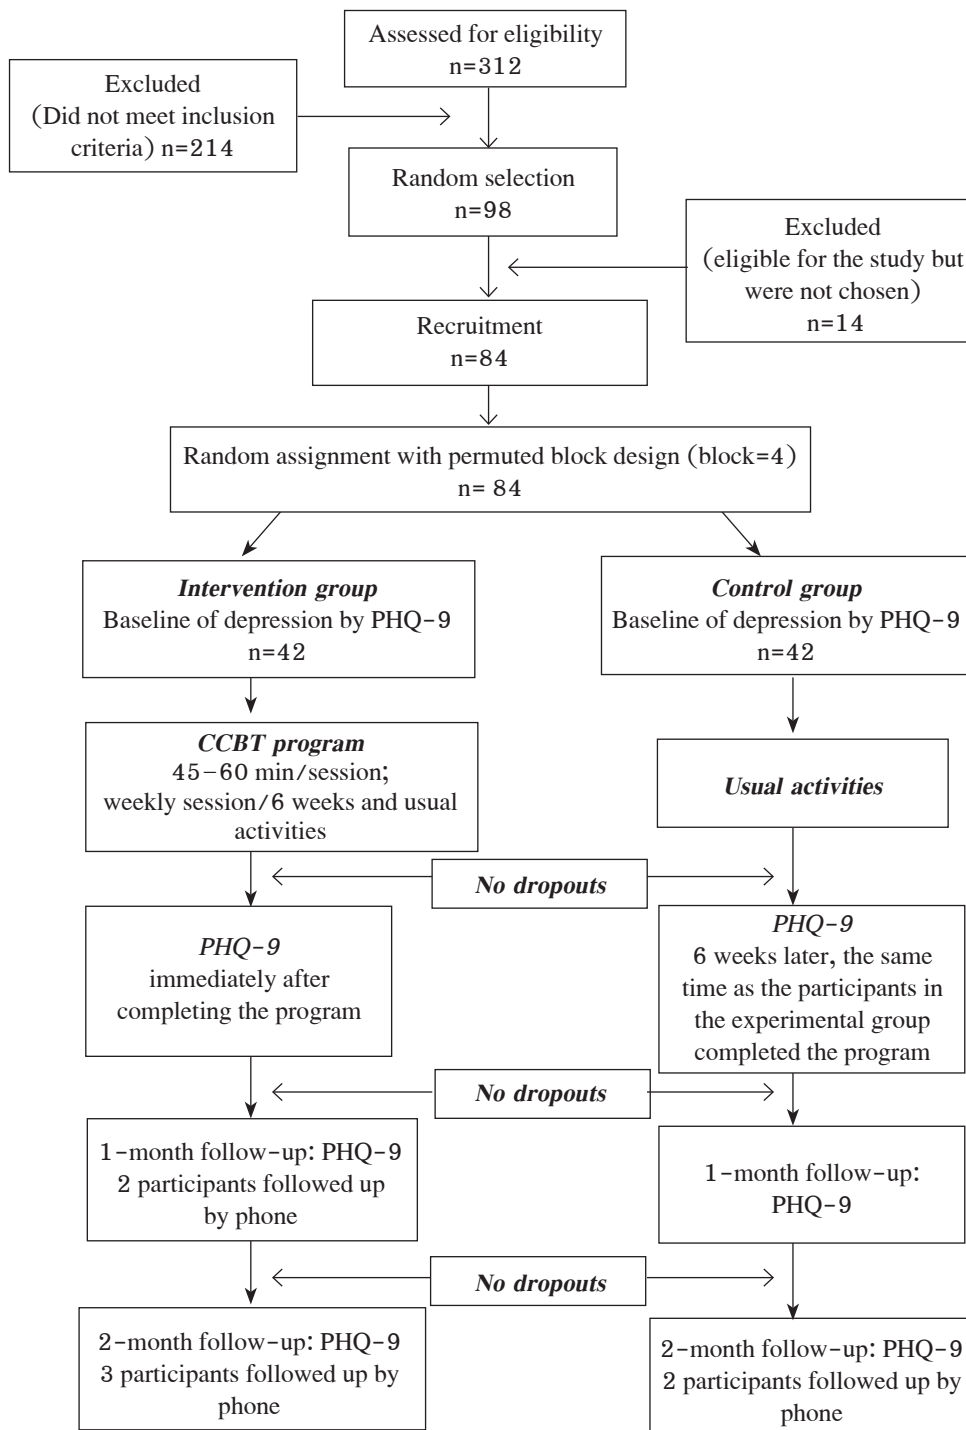 Assessed for eligibility
n=312
Excluded
(Did not meet inclusion
criteria) n=214
Random selection
n=98
Excluded
(eligible for the study but
were not chosen)
n=14
Recruitment
n=84
Random assignment with permuted block design (block=4)
n= 84
Intervention group
Baseline of depression by PHQ-9
n=42
Control group
Baseline of depression by PHQ-9
n=42
CCBT program
45-60 min/session;
weekly session/6 weeks and usual
activities
Usual activities
No dropouts
PHQ-9
immediately after
completing the program
PHQ-9
6 weeks later, the same
time as the participants in
the experimental group
completed the program
No dropouts
1-month follow-up: PHQ-9
2 participants followed up
by phone
1-month follow-up:
PHQ-9
No dropouts
2-month follow-up: PHQ-9
3 participants followed up by
phone
2-month follow-up: PHQ-9
2 participants followed up by
phone